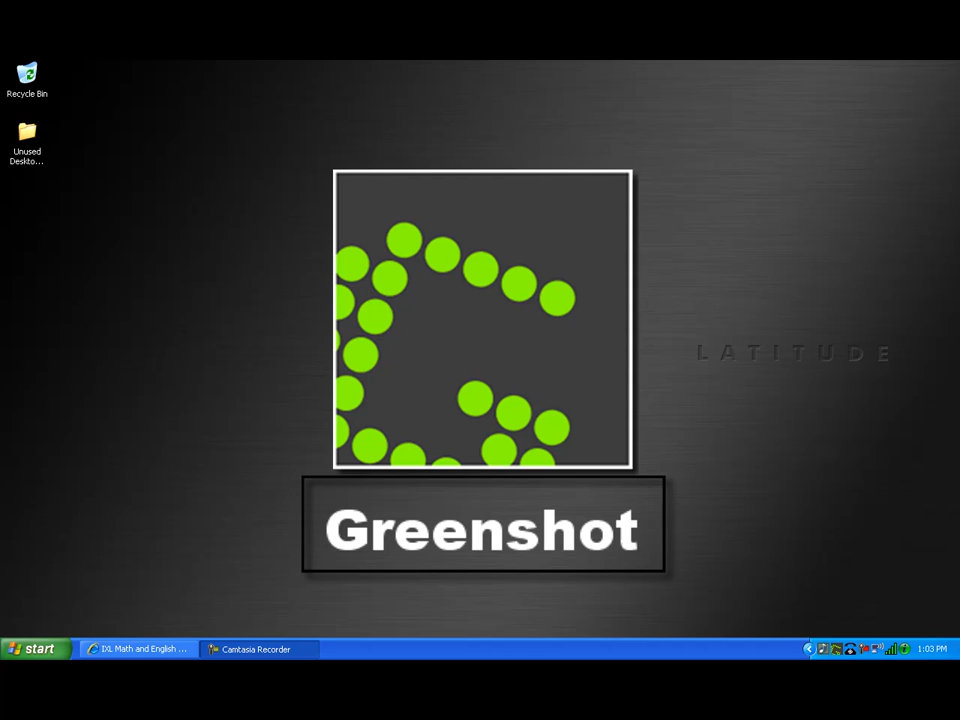 Recycle Bin
Unused
Deskto...
LATITUDE
Greenshot
start
IXL Math and English ...
Camtasia Recorder
1:03 PM